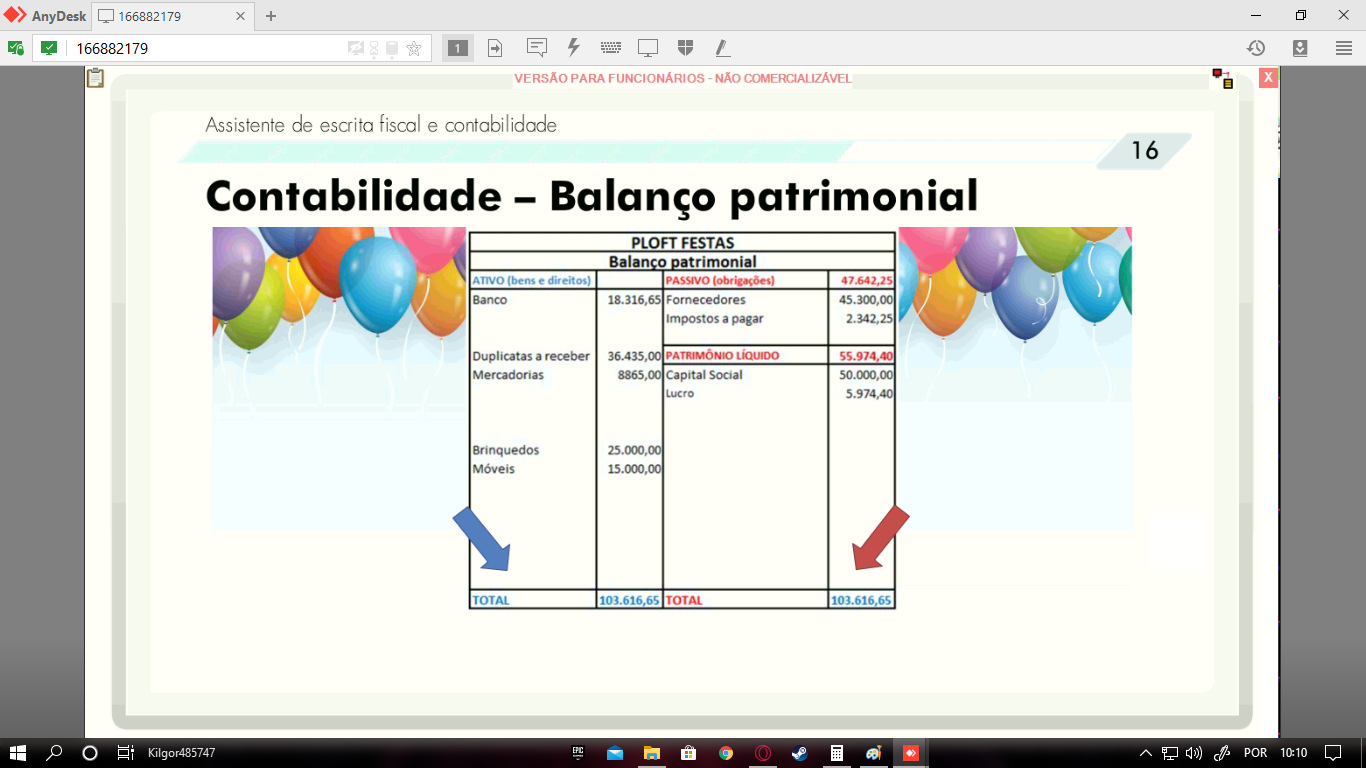 AnyDesk
166882179
166882179
1
VERSÃO PARA FUNCIONÁRIOS - NÃO COMERCIALIZÁVEL
X
Assistente de escrita fiscal e contabilidade
16
Contabilidade – Balanço patrimonial
PLOFT FESTAS
Balanço patrimonial
ATIVO (bens e direitos) PASSIVO (obrigações) 47.642,25
Banco 18.316,65 Fornecedores 45.300,00
Impostos a pagar 2.342,25
Duplicatas a receber 36.435,00 PATRIMÔNIO LÍQUIDO 55.974,40
Mercadorias 8865,00 Capital Social 50.000,00
Lucro 5.974,40
Brinquedos 25.000,00
Móveis 15.000,00
TOTAL 103.616,65 TOTAL 103.616,65
Kilgor485747
EPIC
POR 10:10